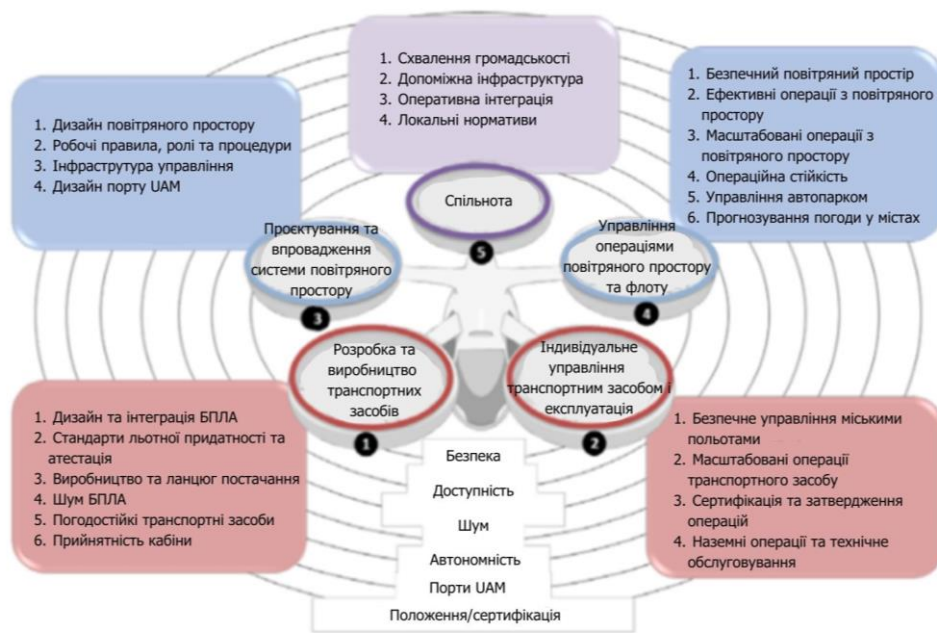 1. Схвалення громадськості
2. Допоміжна інфраструктура
3. Оперативна інтеграція
4. Локальні нормативи
1. Дизайн повітряного простору
2. Робочі правила, ролі та процедури
3. Інфраструтура управління
4. Дизайн порту UAM
1. Безпечний повітряний простір
2. Ефективні операції з повітряного
простору
3. Масштабовані операції з
повітряного простору
4. Операційна стійкість
5. Управління автопарком
6. Прогнозування погоди у містах
Спільнота
5
Проєктування та
впровадження
системи повітряного
простору
3
Управління
операціями
повітряного простору
та флоту
4
Розробка та
виробництво
транспортних
засобів
1
Індивідуальне
управління
транспортним засобом і
експлуатація
2
1. Дизайн та інтеграція БПЛА
2. Стандарти льотної придатності та
атестація
3. Виробництво та ланцюг постачання
4. Шум БПЛА
5. Погодостійкі транспортні засоби
6. Прийнятність кабіни
1. Безпечне управління міськими
польотами
2. Масштабовані операції
транспортного засобу
3. Сертифікація та затвердження
операцій
4. Наземні операції та технічне
обслуговування
Безпека
Доступність
Шум
Автономність
Порти UAM
Положення/сертифікація